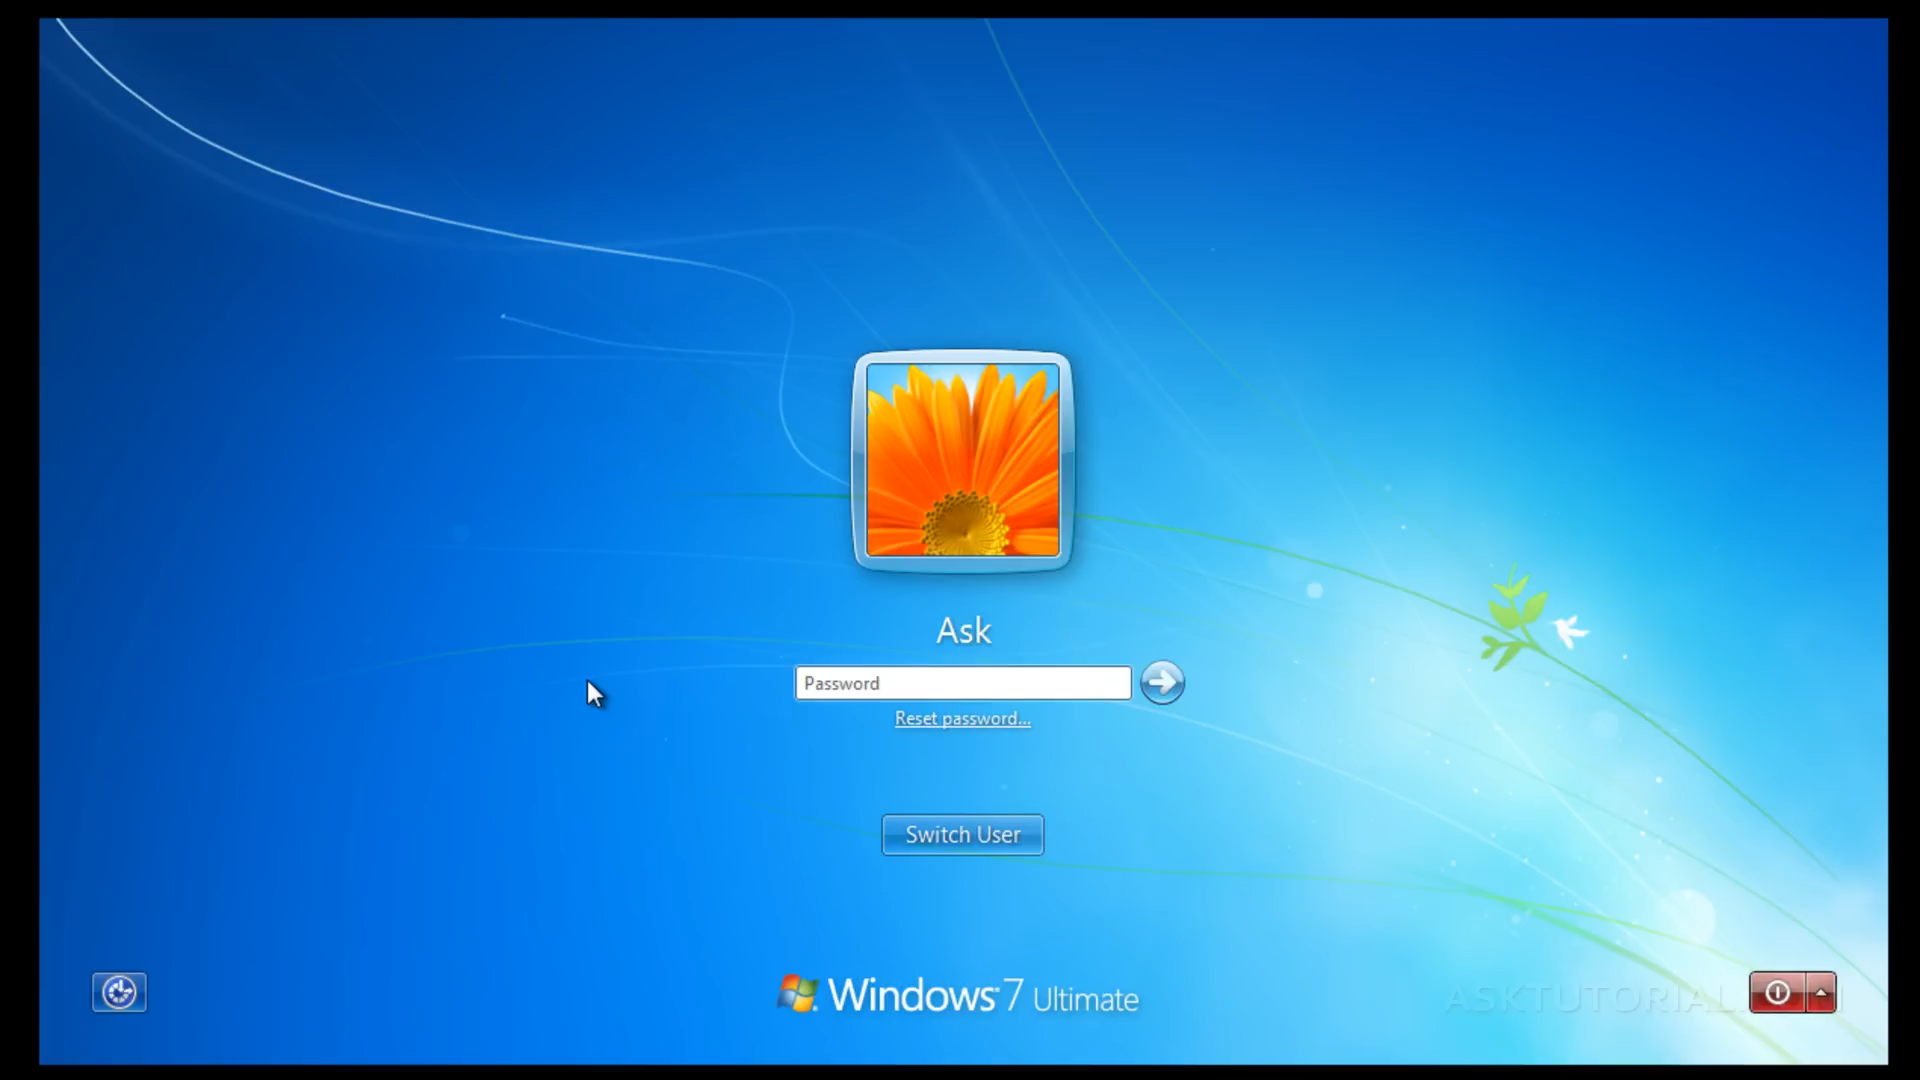 Ask
Password
Reset password...
Switch User
Windows 7 Ultimate
ASKTUTORIAL